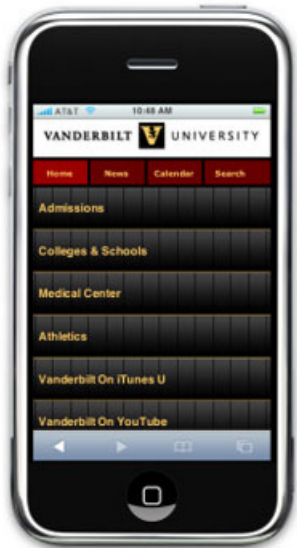 AT&T 10:48 AM
VANDERBILT V UNIVERSITY
Home News Calendar Search
Admissions
Colleges & Schools
Medical Center
Athletics
Vanderbilt On iTunes U
Vanderbilt On YouTube